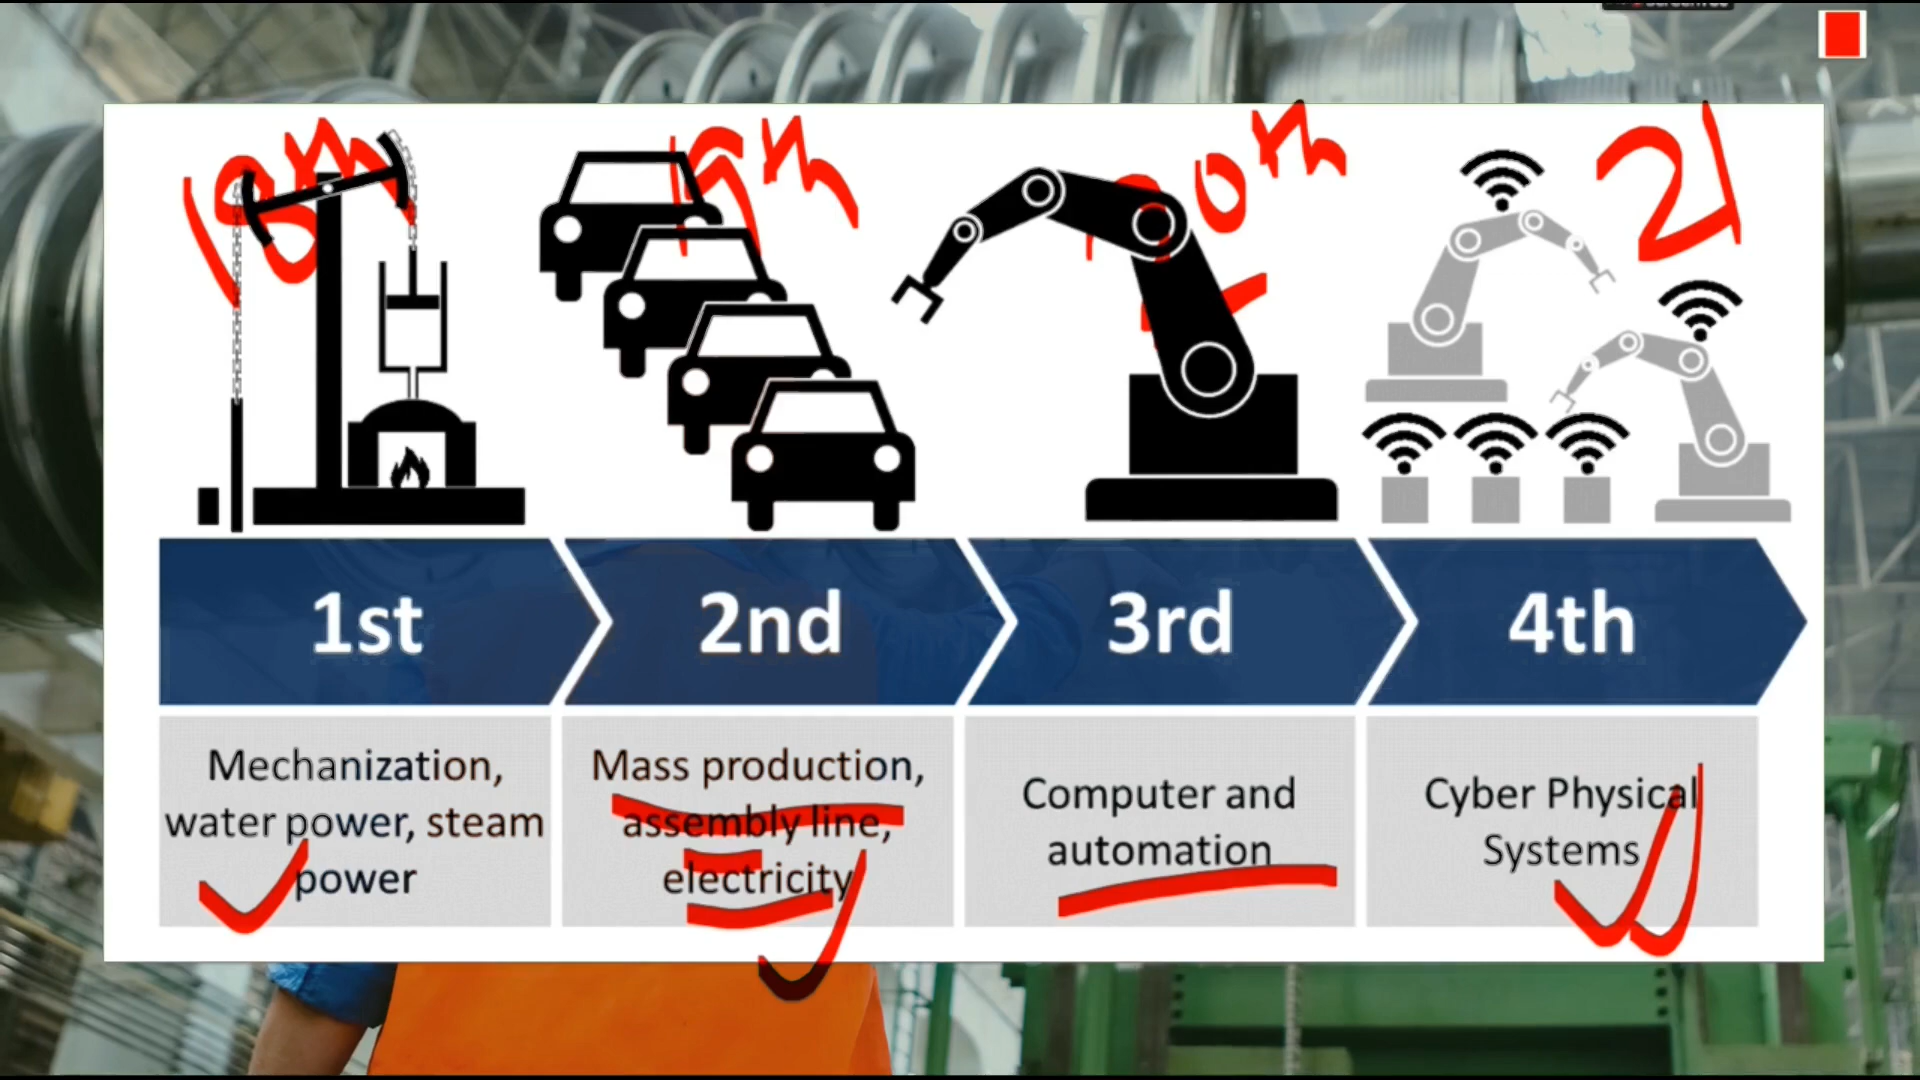 18th
20th
21
1st
2nd
3rd
4th
Mechanization,
water power, steam
power
Mass production,
assembly line,
electricity
Computer and
automation
Cyber Physical
Systems